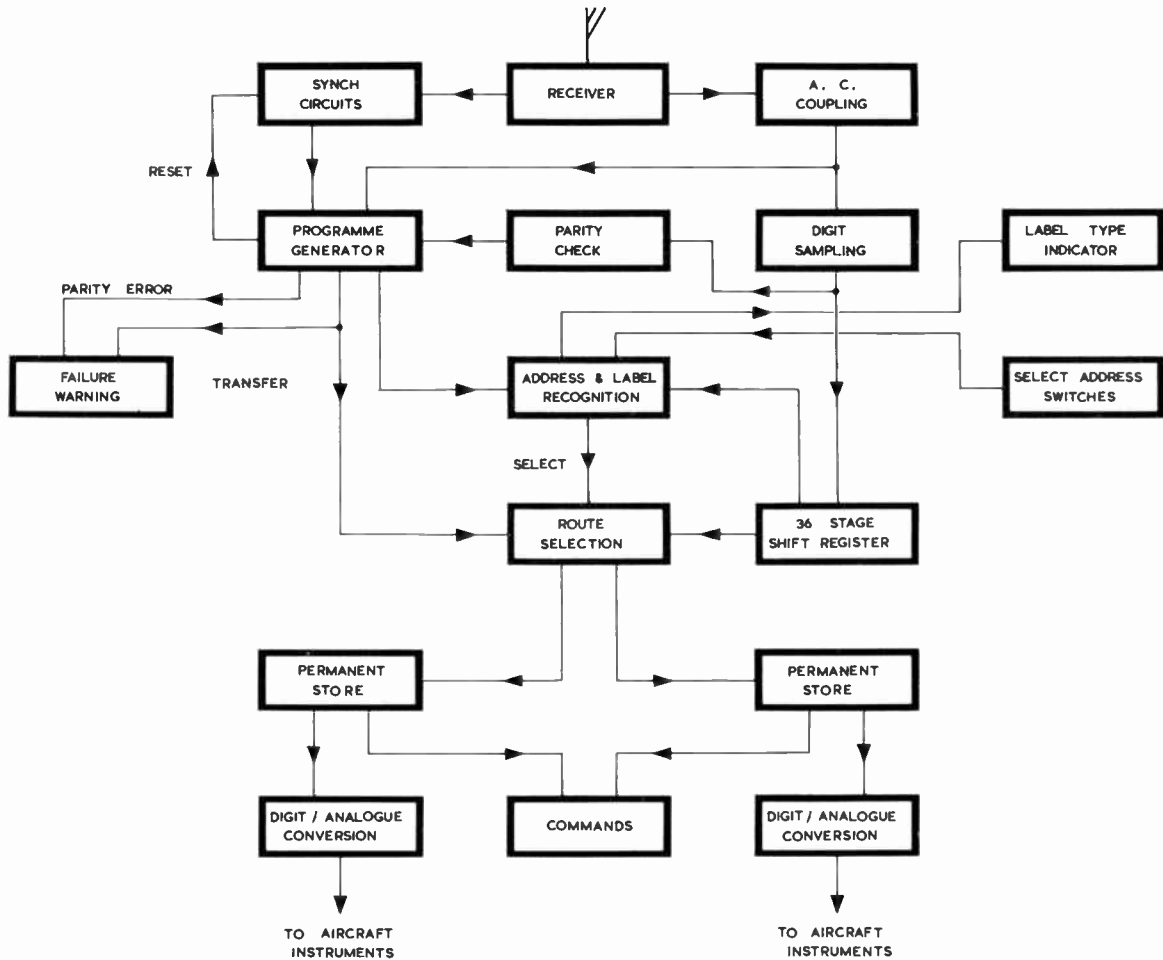 SYNCH
CIRCUITS
RECEIVER
A. C.
COUPLING
RESET
PROGRAMME
GENERATOR
PARITY
CHECK
DIGIT
SAMPLING
LABEL TYPE
INDICATOR
PARITY ERROR
FAILURE
WARNING
TRANSFER
ADDRESS & LABEL
RECOGNITION
SELECT ADDRESS
SWITCHES
SELECT
ROUTE
SELECTION
36 STAGE
SHIFT REGISTER
PERMANENT
STORE
PERMANENT
STORE
DIGIT / ANALOGUE
CONVERSION
COMMANDS
DIGIT / ANALOGUE
CONVERSION
TO AIRCRAFT
INSTRUMENTS
TO AIRCRAFT
INSTRUMENTS